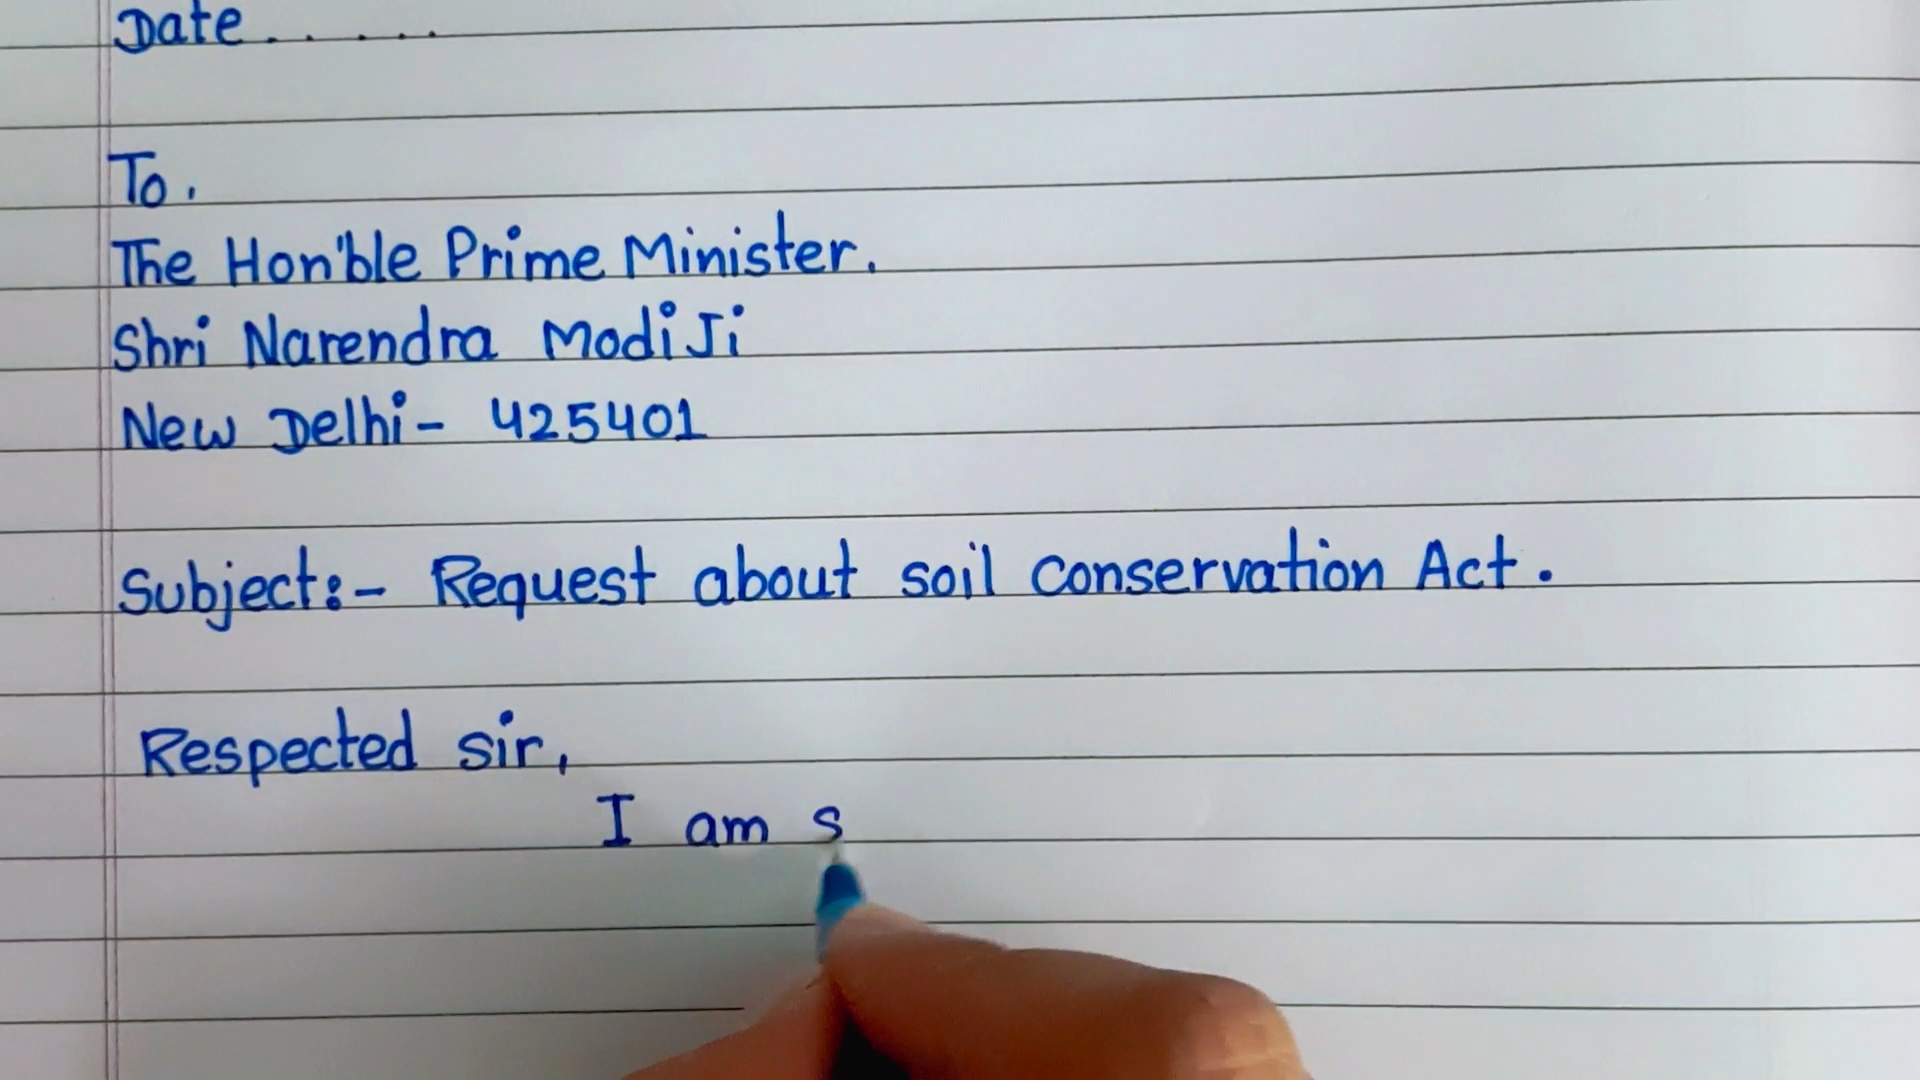 Date.....
To,
The Hon'ble Prime Minister.
Shri Narendra Modi Ji
New Delhi- 425401
Subject:- Request about soil conservation Act.
Respected sir,
I am s